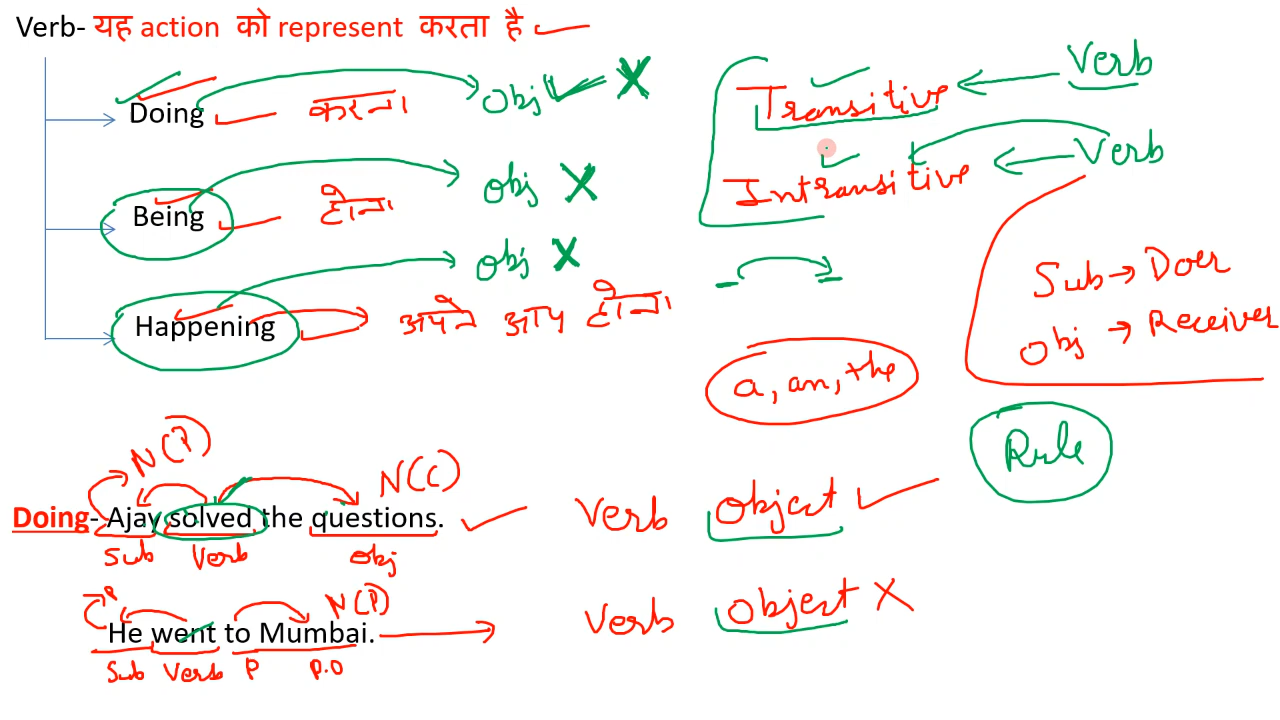 Verb- यह action को represent करता है
Doing करना Obj
Being होना Obj X
Happening अपने आप होना Obj X
Transitive Verb
Intransitive Verb
Sub → Doer
Obj → Receiver
a, an, the
Rule
N(P) N(C)
Doing- Ajay solved the questions. Verb Object
Sub Verb Obj
P N(P)
He went to Mumbai. Verb Object X
Sub Verb P P.O